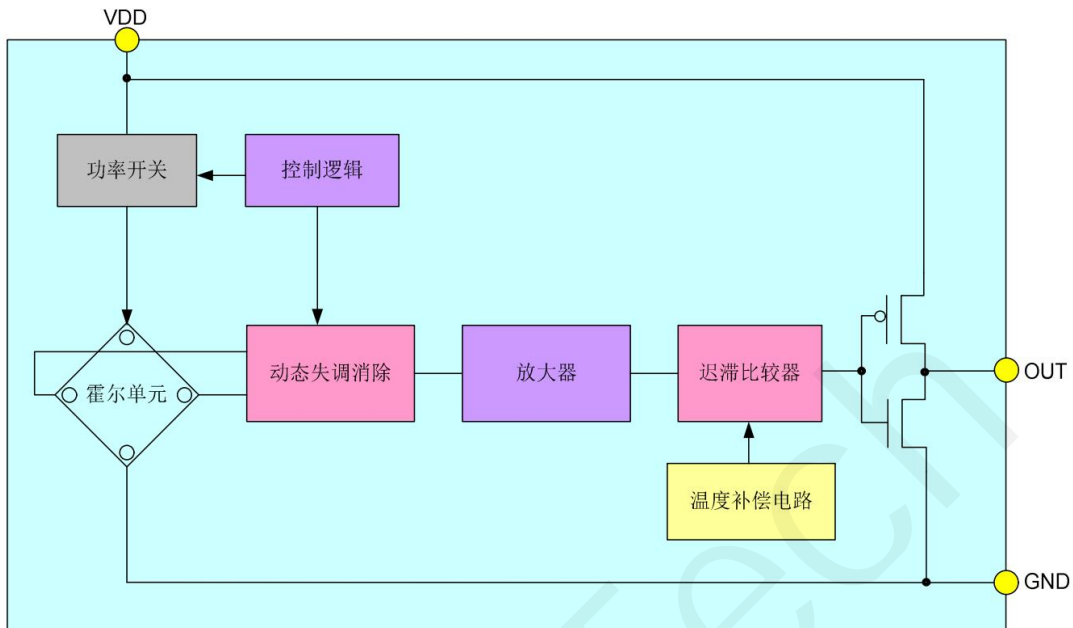 VDD
功率开关
控制逻辑
霍尔单元
动态失调消除
放大器
迟滞比较器
OUT
温度补偿电路
GND
Tech